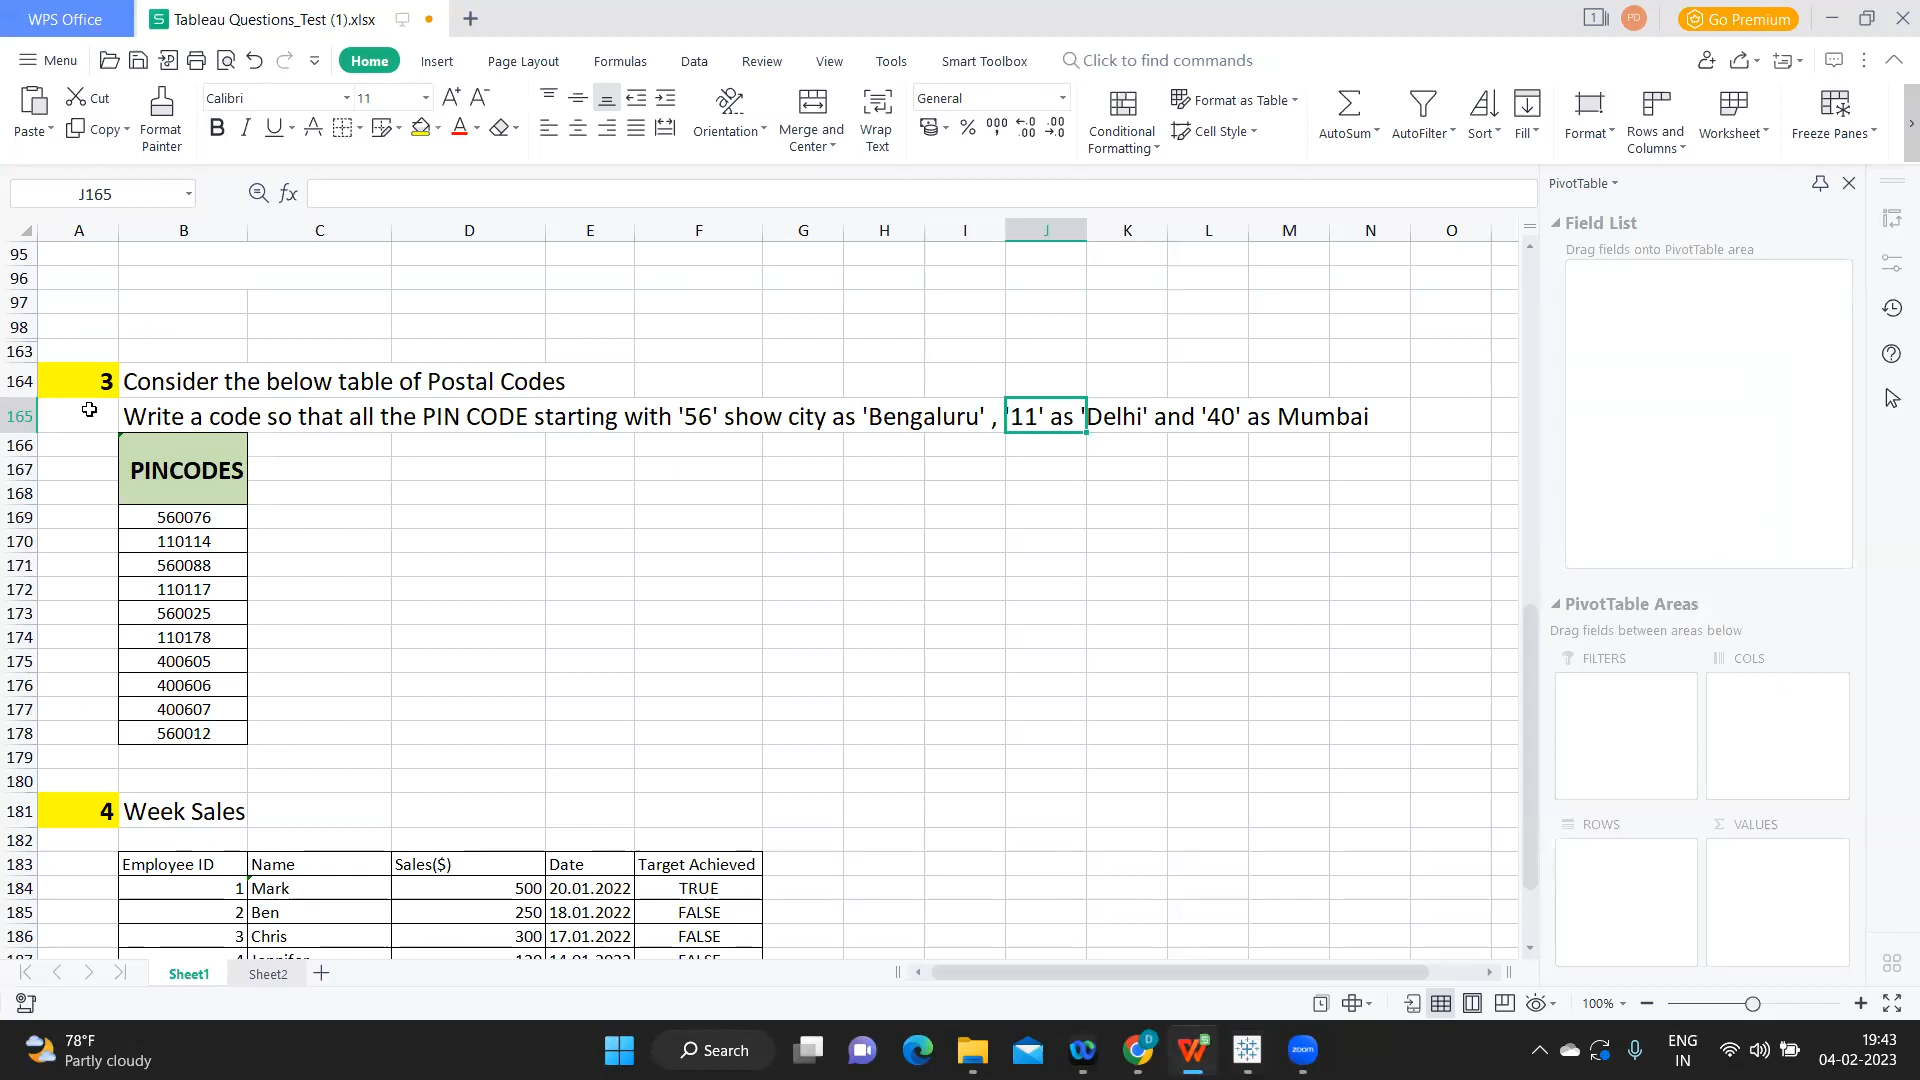 WPS Office
Tableau Questions_Test (1).xlsx
1
PD
Go Premium
Menu
Home
Insert
Page Layout
Formulas
Data
Review
View
Tools
Smart Toolbox
Click to find commands
Paste
Cut
Copy
Format Painter
Calibri
11
Orientation
Merge and Center
Wrap Text
General
Conditional Formatting
Format as Table
Cell Style
AutoSum
AutoFilter
Sort
Fill
Format
Rows and Columns
Worksheet
Freeze Panes
J165
fx
A B C D E F G H I J K L M N O
95
96
97
98
163
164 3 Consider the below table of Postal Codes
165 Write a code so that all the PIN CODE starting with '56' show city as 'Bengaluru' , '11' as 'Delhi' and '40' as Mumbai
166
167 PINCODES
168
169 560076
170 110114
171 560088
172 110117
173 560025
174 110178
175 400605
176 400606
177 400607
178 560012
179
180
181 4 Week Sales
182
183 Employee ID Name Sales($) Date Target Achieved
184 1 Mark 500 20.01.2022 TRUE
185 2 Ben 250 18.01.2022 FALSE
186 3 Chris 300 17.01.2022 FALSE
PivotTable
Field List
Drag fields onto PivotTable area
PivotTable Areas
Drag fields between areas below
FILTERS
COLS
ROWS
VALUES
Sheet1
Sheet2
100%
78°F
Partly cloudy
Search
zoom
ENG
IN
19:43
04-02-2023